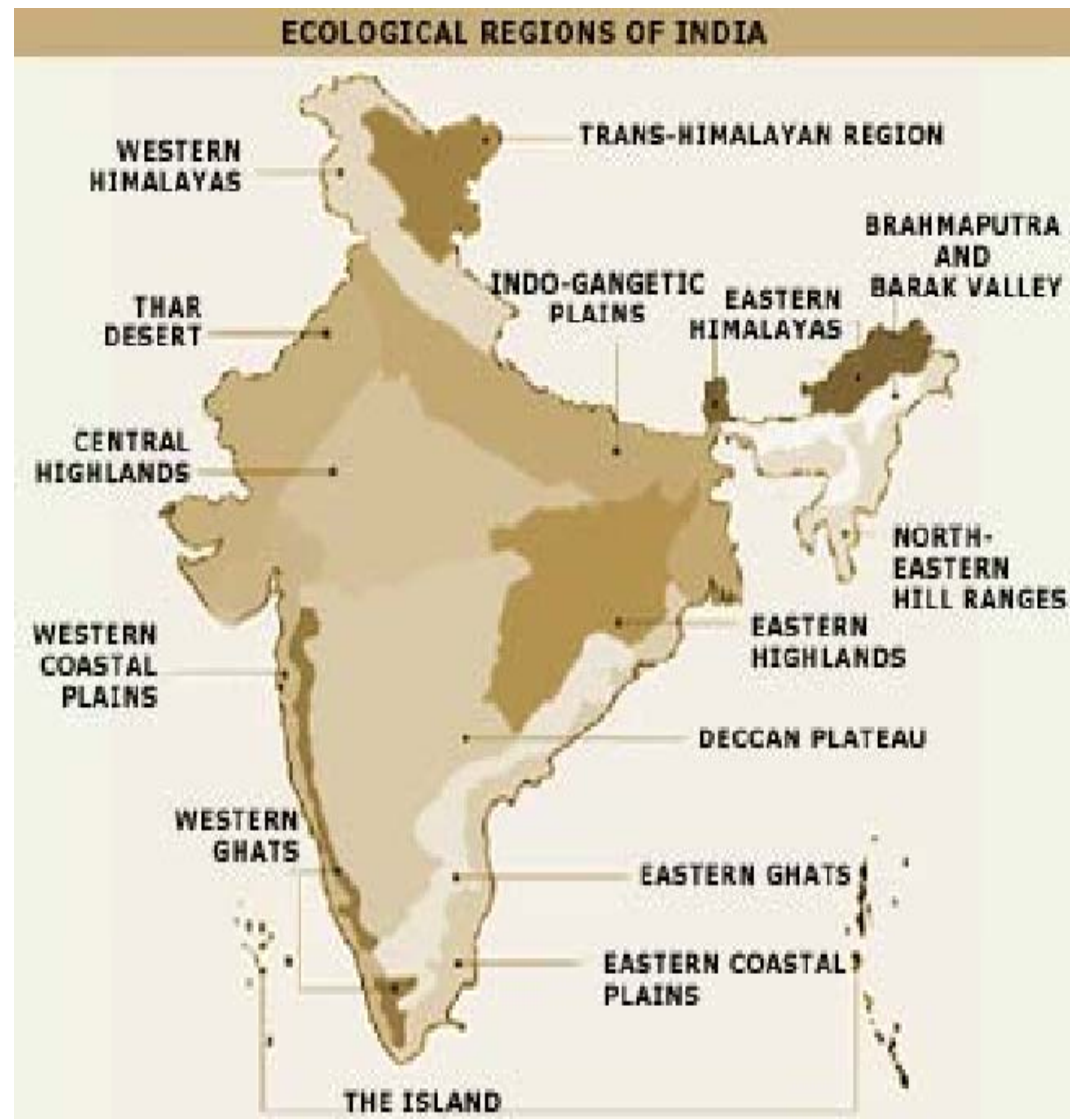 ECOLOGICAL REGIONS OF INDIA
TRANS-HIMALAYAN REGION
WESTERN
HIMALAYAS
BRAHMAPUTRA
AND
BARAK VALLEY
INDO-GANGETIC
PLAINS
EASTERN
HIMALAYAS
THAR
DESERT
CENTRAL
HIGHLANDS
NORTH-
EASTERN
HILL RANGES
WESTERN
COASTAL
PLAINS
EASTERN
HIGHLANDS
DECCAN PLATEAU
WESTERN
GHATS
EASTERN GHATS
EASTERN COASTAL
PLAINS
THE ISLAND